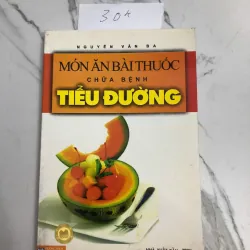 30k
NGUYỄN VĂN BA
MÓN ĂN BÀI THUỐC
CHỮA BỆNH
TIỂU ĐƯỜNG